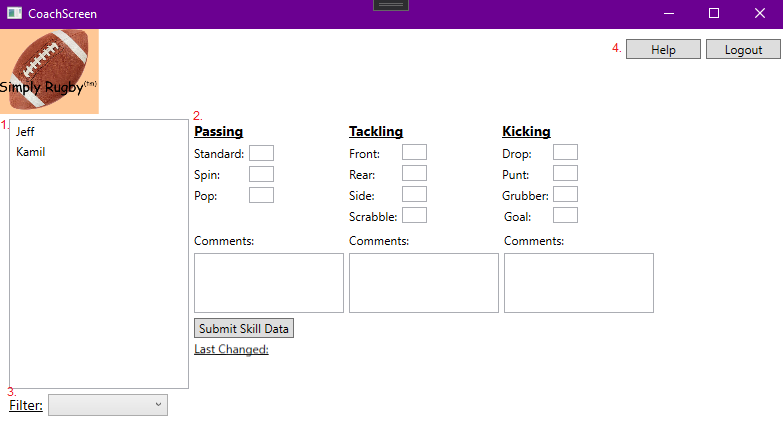 CoachScreen
4. Help Logout
Simply Rugby(tm)
1. 2.
Jeff
Kamil
Passing Tackling Kicking
Standard: Front: Drop:
Spin: Rear: Punt:
Pop: Side: Grubber:
Scrabble: Goal:
Comments: Comments: Comments:
Submit Skill Data
Last Changed:
3.
Filter: